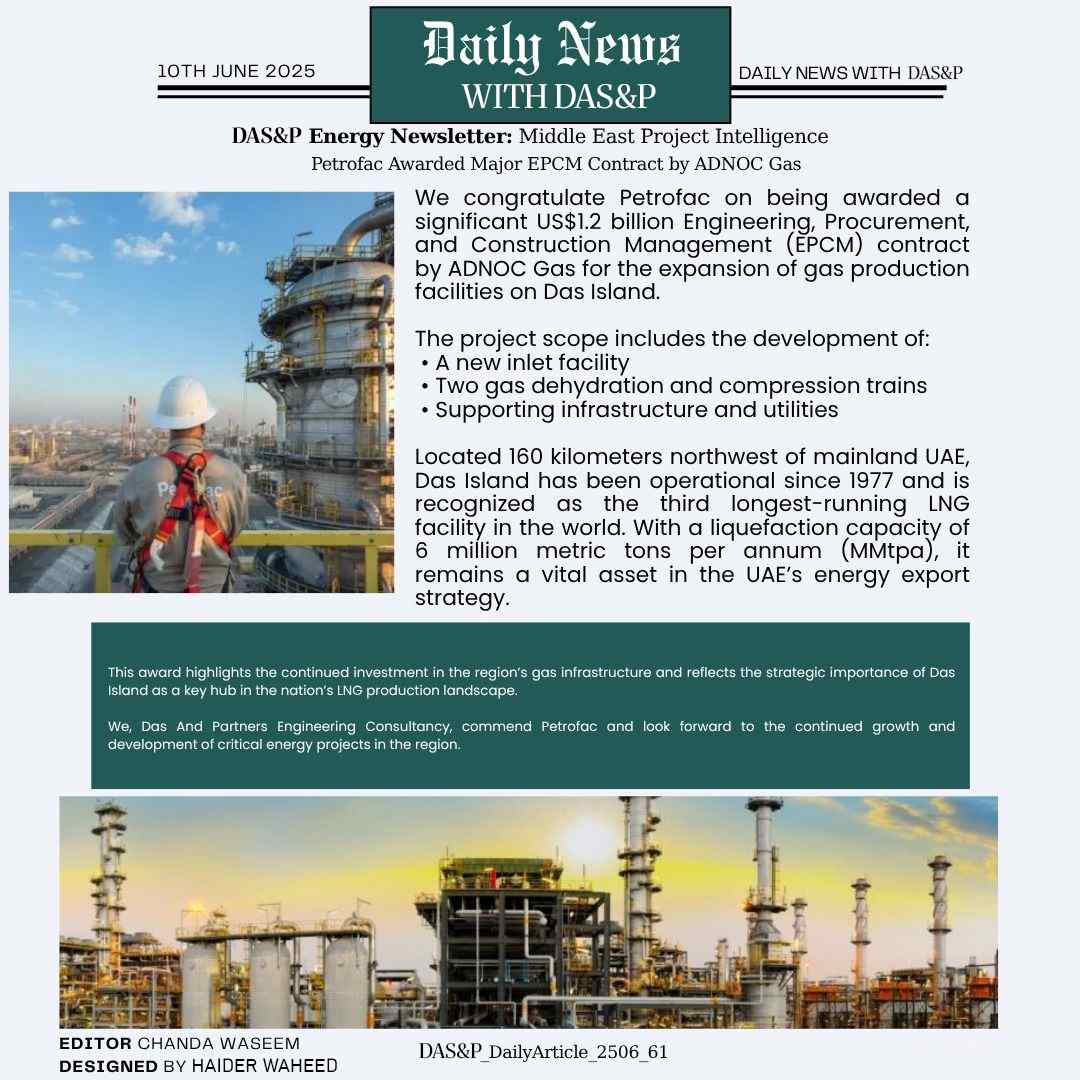 Daily News
WITH DAS&P
10TH JUNE 2025
DAILY NEWS WITH DAS&P
DAS&P Energy Newsletter: Middle East Project Intelligence
Petrofac Awarded Major EPCM Contract by ADNOC Gas
We congratulate Petrofac on being awarded a
significant US$1.2 billion Engineering, Procurement,
and Construction Management (EPCM) contract
by ADNOC Gas for the expansion of gas production
facilities on Das Island.
The project scope includes the development of:
• A new inlet facility
• Two gas dehydration and compression trains
• Supporting infrastructure and utilities
Located 160 kilometers northwest of mainland UAE,
Das Island has been operational since 1977 and is
recognized as the third longest-running LNG
facility in the world. With a liquefaction capacity of
6 million metric tons per annum (MMtpa), it
remains a vital asset in the UAE’s energy export
strategy.
This award highlights the continued investment in the region’s gas infrastructure and reflects the strategic importance of Das
Island as a key hub in the nation’s LNG production landscape.
We, Das And Partners Engineering Consultancy, commend Petrofac and look forward to the continued growth and
development of critical energy projects in the region.
EDITOR CHANDA WASEEM
DESIGNED BY HAIDER WAHEED
DAS&P_DailyArticle_2506_61